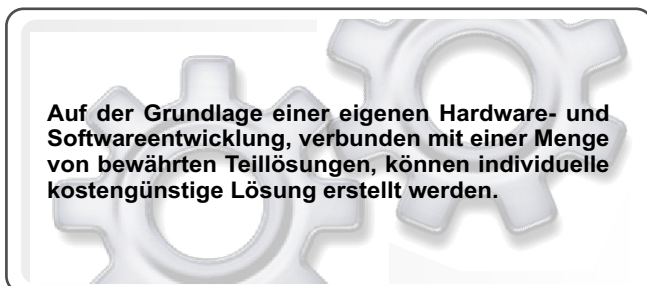 Auf der Grundlage einer eigenen Hardware- und
Softwareentwicklung, verbunden mit einer Menge
von bewährten Teillösungen, können individuelle
kostengünstige Lösung erstellt werden.